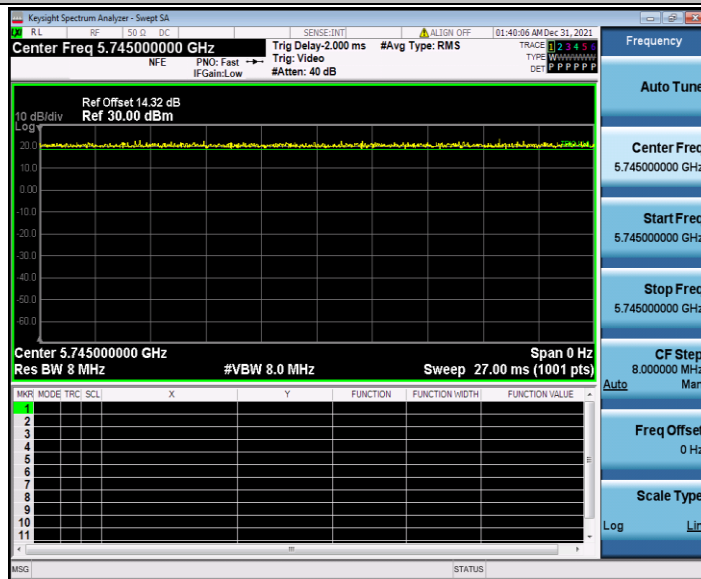 Keysight Spectrum Analyzer - Swept SA
RL RF 50 Ω DC SENSE:INT ALIGN OFF 01:40:06 AM Dec 31, 2021
Center Freq 5.745000000 GHz
NFE
PNO: Fast
IFGain:Low
Trig Delay-2.000 ms
Trig: Video
#Atten: 40 dB
#Avg Type: RMS
TRACE 1 2 3 4 5 6
TYPE WWWWWW
DET P P P P P P
Ref Offset 14.32 dB
10 dB/div Ref 30.00 dBm
Log
20.0
10.0
0.00
-10.0
-20.0
-30.0
-40.0
-50.0
-60.0
Center 5.745000000 GHz Span 0 Hz
Res BW 8 MHz #VBW 8.0 MHz Sweep 27.00 ms (1001 pts)
MKR MODE TRC SCL X Y FUNCTION FUNCTION WIDTH FUNCTION VALUE
1
2
3
4
5
6
7
8
9
10
11
MSG STATUS
Frequency
Auto Tune
Center Freq
5.745000000 GHz
Start Freq
5.745000000 GHz
Stop Freq
5.745000000 GHz
CF Step
8.000000 MHz
Auto Man
Freq Offset
0 Hz
Scale Type
Log Lin